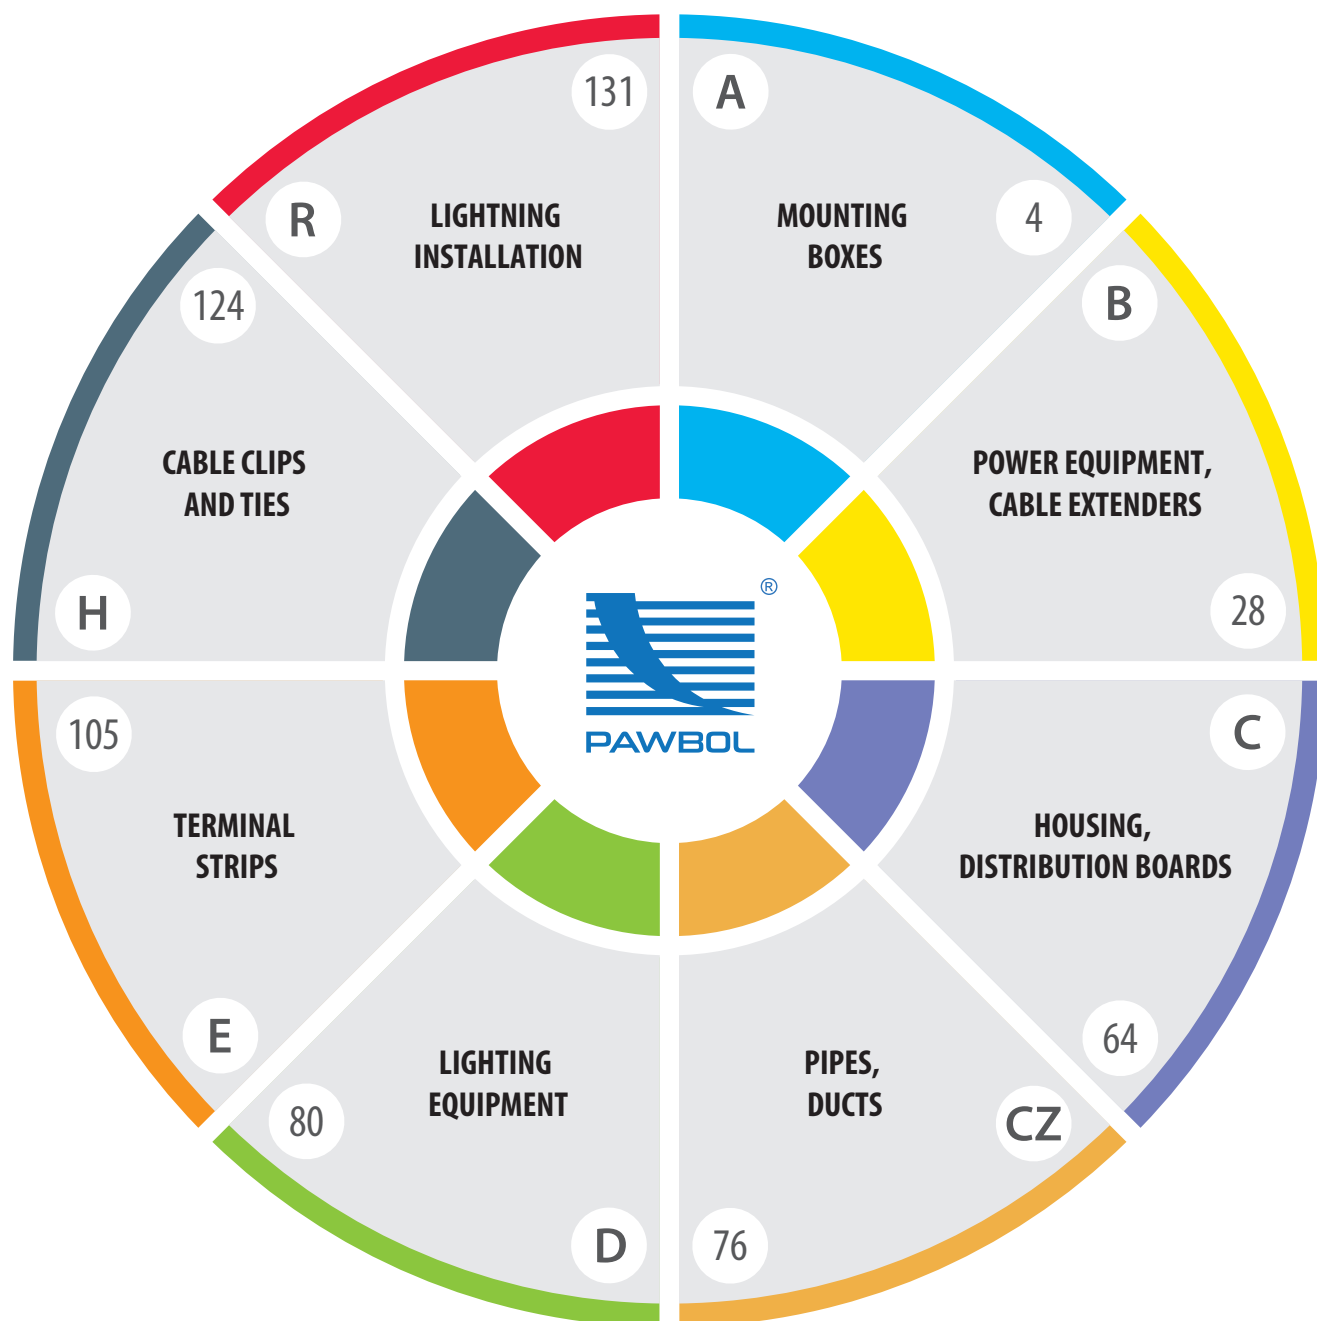 A
MOUNTING
BOXES
4
B
POWER EQUIPMENT,
CABLE EXTENDERS
28
C
HOUSING,
DISTRIBUTION BOARDS
64
CZ
PIPES,
DUCTS
76
D
LIGHTING
EQUIPMENT
80
E
TERMINAL
STRIPS
105
H
CABLE CLIPS
AND TIES
124
R
LIGHTNING
INSTALLATION
131
®
PAWBOL